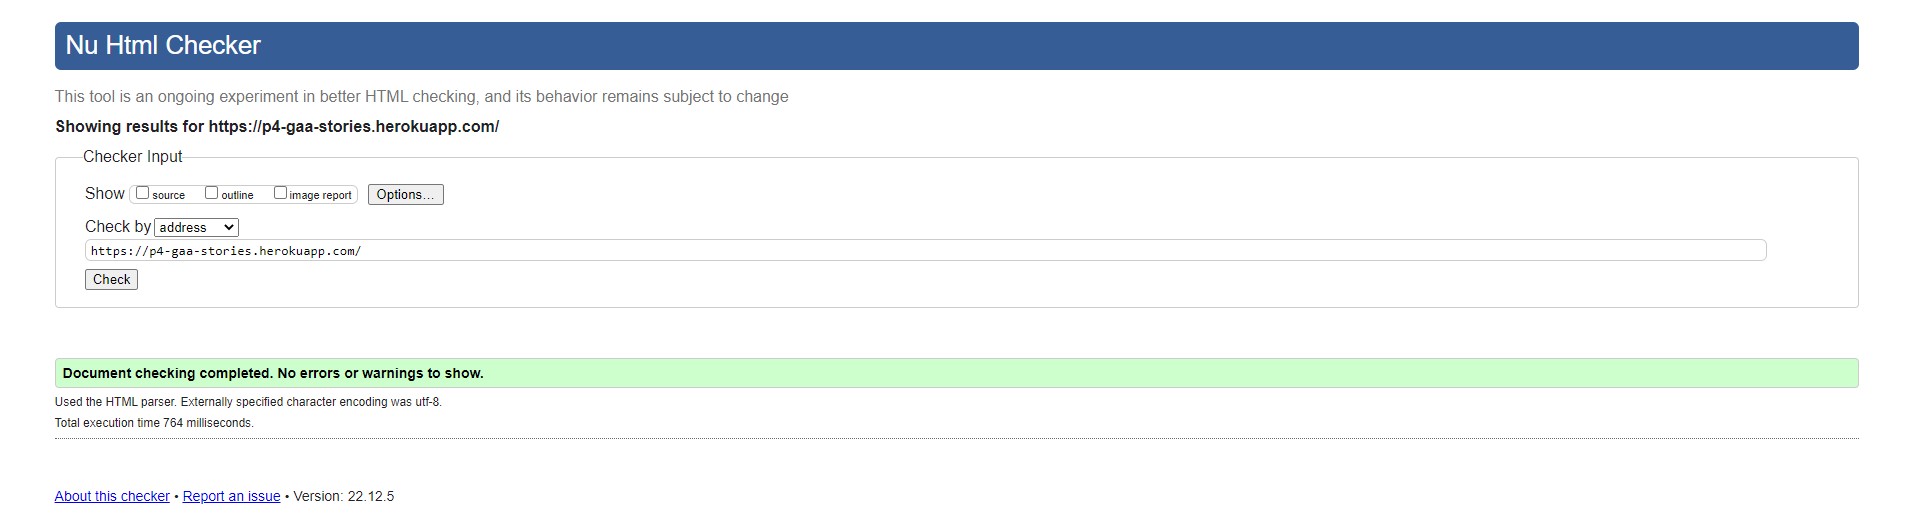 Nu Html Checker
This tool is an ongoing experiment in better HTML checking, and its behavior remains subject to change
Showing results for https://p4-gaa-stories.herokuapp.com/
Checker Input
Show source outline image report Options...
Check by address
https://p4-gaa-stories.herokuapp.com/
Check
Document checking completed. No errors or warnings to show.
Used the HTML parser. Externally specified character encoding was utf-8.
Total execution time 764 milliseconds.
About this checker • Report an issue • Version: 22.12.5